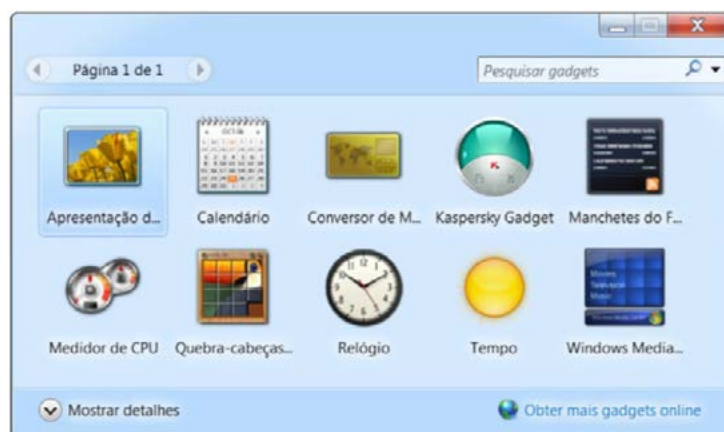 Página 1 de 1
Pesquisar gadgets
Apresentação d...
Calendário
Conversor de M...
Kaspersky Gadget
Manchetes do F...
Medidor de CPU
Quebra-cabeças...
Relógio
Tempo
Windows Media...
Mostrar detalhes
Obter mais gadgets online